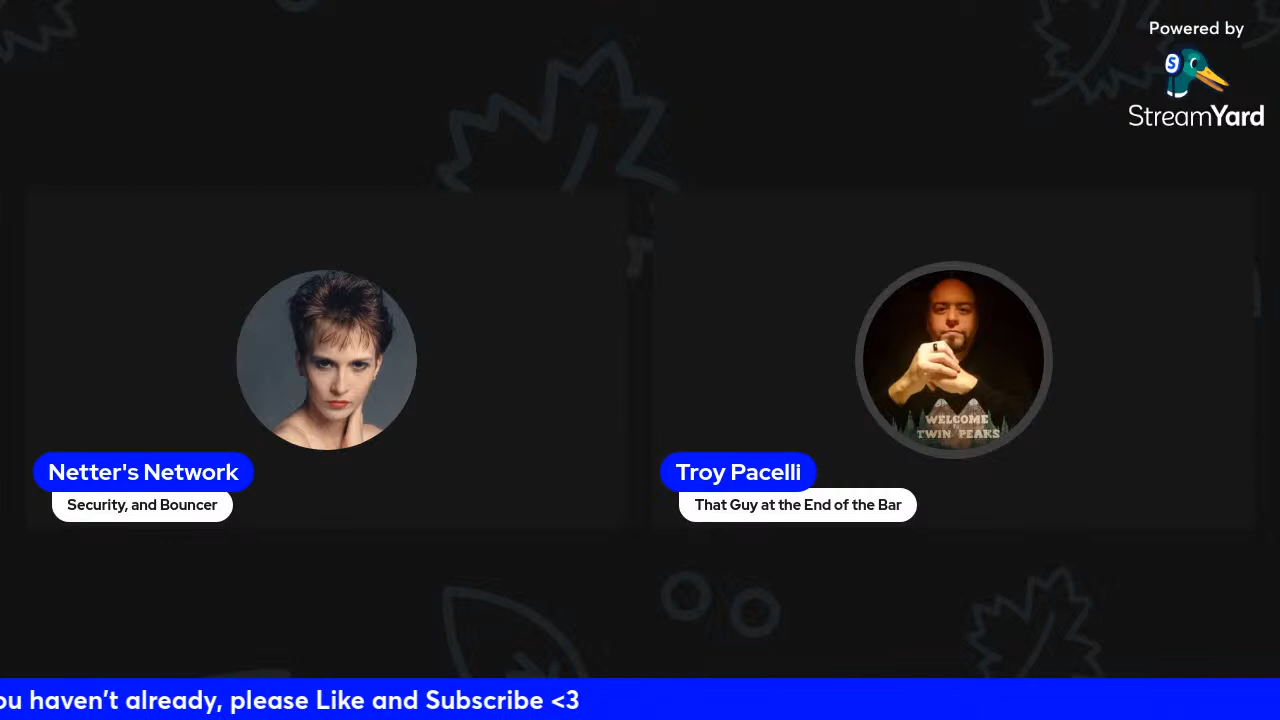 Powered by
S
StreamYard
WELCOME
TWIN PEAKS
Netter's Network
Security, and Bouncer
Troy Pacelli
That Guy at the End of the Bar
ou haven't already, please Like and Subscribe <3